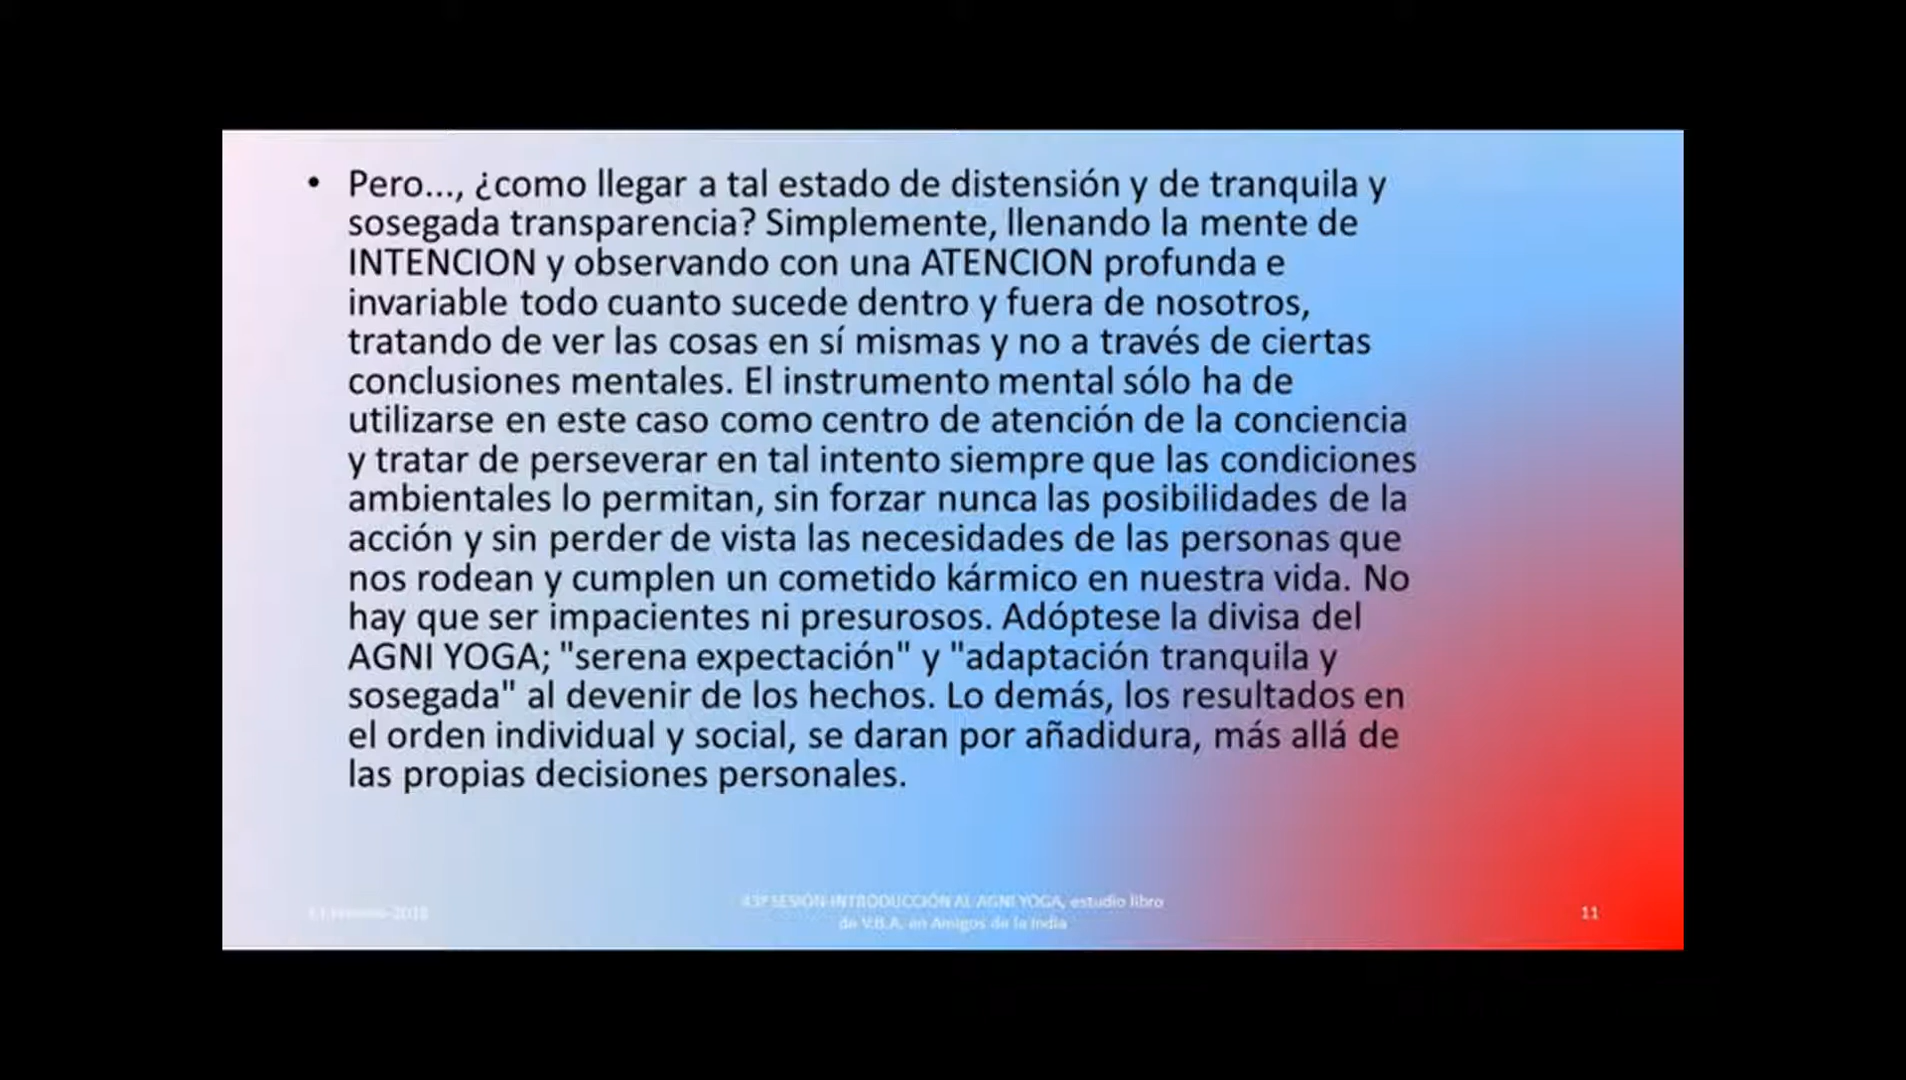 • Pero..., ¿como llegar a tal estado de distensión y de tranquila y
sosegada transparencia? Simplemente, llenando la mente de
INTENCION y observando con una ATENCION profunda e
invariable todo cuanto sucede dentro y fuera de nosotros,
tratando de ver las cosas en sí mismas y no a través de ciertas
conclusiones mentales. El instrumento mental sólo ha de
utilizarse en este caso como centro de atención de la conciencia
y tratar de perseverar en tal intento siempre que las condiciones
ambientales lo permitan, sin forzar nunca las posibilidades de la
acción y sin perder de vista las necesidades de las personas que
nos rodean y cumplen un cometido kármico en nuestra vida. No
hay que ser impacientes ni presurosos. Adóptese la divisa del
AGNI YOGA; "serena expectación" y "adaptación tranquila y
sosegada" al devenir de los hechos. Lo demás, los resultados en
el orden individual y social, se daran por añadidura, más allá de
las propias decisiones personales.
SESIÓN INTRODUCCIÓN AL AGNI YOGA, estudio libro
de V.B.A. en Amigos de la India
11